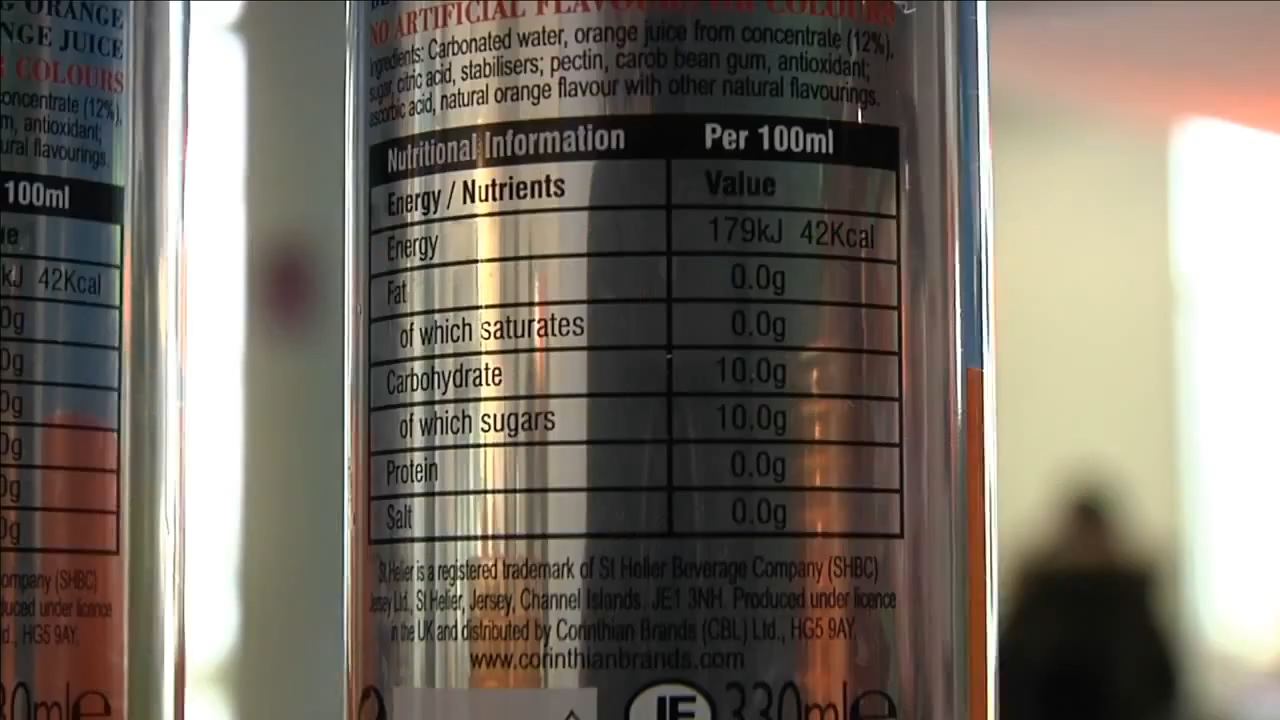 ORANGE
NGE JUICE
COLOURS
concentrate (12%),
m, antioxidant;
ural flavourings.
100ml
ue
kJ 42Kcal
0g
0g
0g
0g
0g
0g
ompany (SHBC)
duced under licence
d., HG5 9AY.
30ml e
NO ARTIFICIAL FLAVOURS OR COLOURS
Ingredients: Carbonated water, orange juice from concentrate (12%),
sugar, citric acid, stabilisers; pectin, carob bean gum, antioxidant;
ascorbic acid, natural orange flavour with other natural flavourings.
Nutritional Information Per 100ml
Energy / Nutrients Value
Energy 179kJ 42Kcal
Fat 0.0g
of which saturates 0.0g
Carbohydrate 10.0g
of which sugars 10.0g
Protein 0.0g
Salt 0.0g
St Helier is a registered trademark of St Helier Beverage Company (SHBC)
Jersey Ltd., St Helier, Jersey, Channel Islands. JE1 3NH. Produced under licence
in the UK and distributed by Corinthian Brands (CBL) Ltd., HG5 9AY.
www.corinthianbrands.com
330ml e